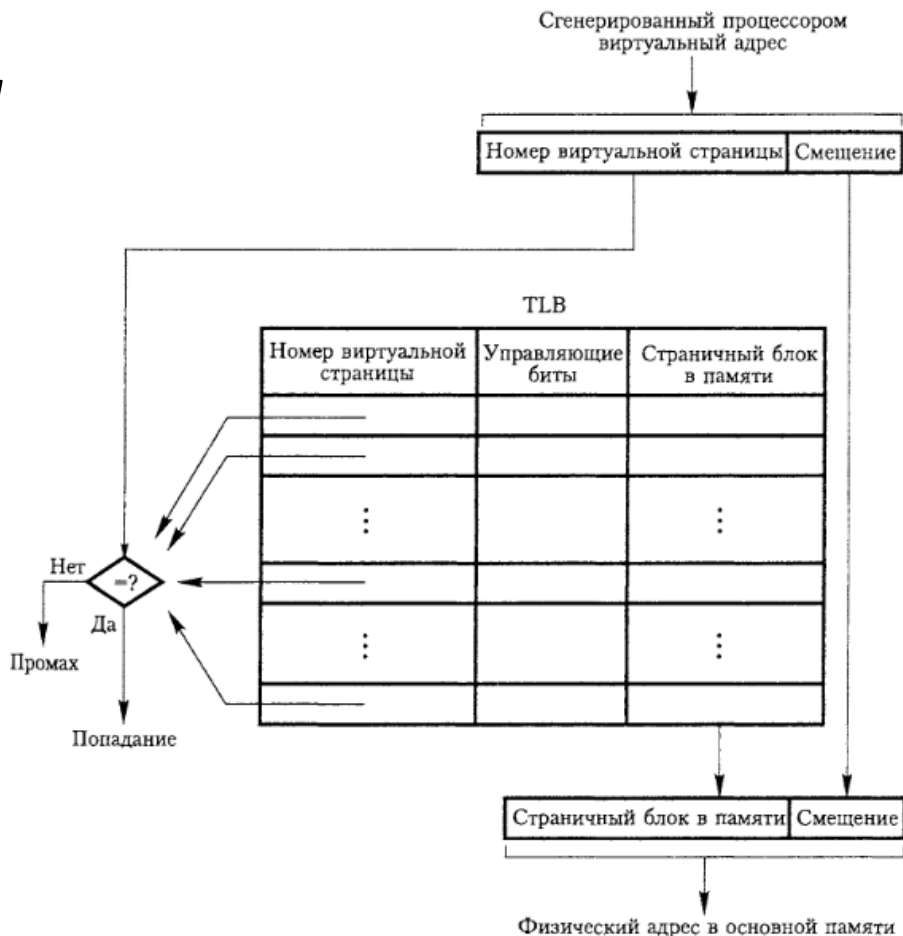 Сгенерированный процессором
виртуальный адрес
Номер виртуальной страницы Смещение
TLB
Номер виртуальной
страницы
Управляющие
биты
Страничный блок
в памяти
Нет
=?
Да
Промах
Попадание
Страничный блок в памяти Смещение
Физический адрес в основной памяти